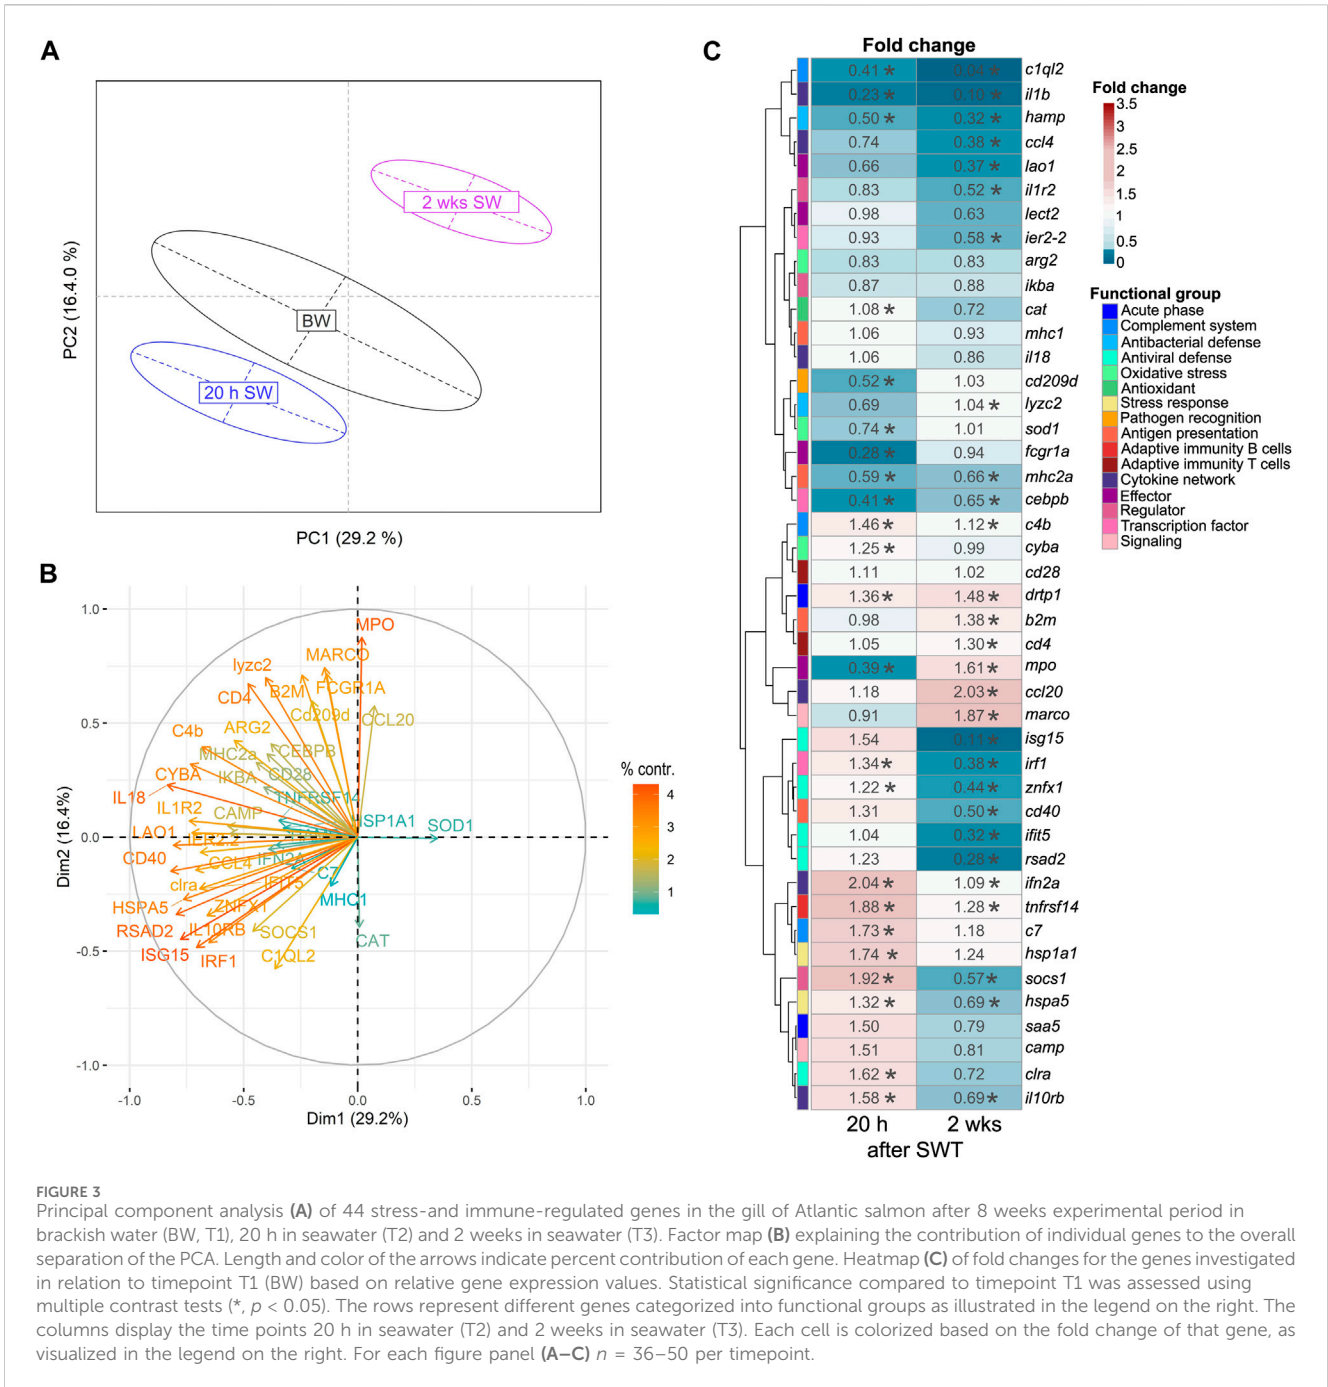 A
PC2 (16.4.0 %)
2 wks SW
BW
20 h SW
PC1 (29.2 %)
B
1.0
0.5
0.0
-0.5
-1.0
Dim2 (16.4%)
MPO
MARCO
lyzc2
B2M
FCGR1A
CD4
Cd209d
CCL20
C4b
ARG2
MHC2a
CEBPB
CYBA
IKBA
CD28
IL18
TNFRSF14
IL1R2
CAMP
SP1A1
SOD1
LAO1
IER2.2
CD40
CCL4
IFN2A
C7
clra
IFIT5
MHC1
HSPA5
ZNFX1
RSAD2
IL10RB
SOCS1
CAT
ISG15
IRF1
C1QL2
-1.0
-0.5
0.0
0.5
1.0
Dim1 (29.2%)
% contr.
4
3
2
1
C
Fold change
0.41 * 0.04 * c1ql2
0.23 * 0.10 * il1b
0.50 * 0.32 * hamp
0.74 0.38 * ccl4
0.66 0.37 * lao1
0.83 0.52 * il1r2
0.98 0.63 lect2
0.93 0.58 * ier2-2
0.83 0.83 arg2
0.87 0.88 ikba
1.08 * 0.72 cat
1.06 0.93 mhc1
1.06 0.86 il18
0.52 * 1.03 cd209d
0.69 1.04 * lyzc2
0.74 * 1.01 sod1
0.28 * 0.94 fcgr1a
0.59 * 0.66 * mhc2a
0.41 * 0.65 * cebpb
1.46 * 1.12 * c4b
1.25 * 0.99 cyba
1.11 1.02 cd28
1.36 * 1.48 * drtp1
0.98 1.38 * b2m
1.05 1.30 * cd4
0.39 * 1.61 * mpo
1.18 2.03 * ccl20
0.91 1.87 * marco
1.54 0.11 * isg15
1.34 * 0.38 * irf1
1.22 * 0.44 * znfx1
1.31 0.50 * cd40
1.04 0.32 * ifit5
1.23 0.28 * rsad2
2.04 * 1.09 * ifn2a
1.88 * 1.28 * tnfrsf14
1.73 * 1.18 c7
1.74 * 1.24 hsp1a1
1.92 * 0.57 * socs1
1.32 * 0.69 * hspa5
1.50 0.79 saa5
1.51 0.81 camp
1.62 * 0.72 clra
1.58 * 0.69 * il10rb
20 h 2 wks
after SWT
Fold change
3.5
3
2.5
2
1.5
1
0.5
0
Functional group
Acute phase
Complement system
Antibacterial defense
Antiviral defense
Oxidative stress
Antioxidant
Stress response
Pathogen recognition
Antigen presentation
Adaptive immunity B cells
Adaptive immunity T cells
Cytokine network
Effector
Regulator
Transcription factor
Signaling
FIGURE 3
Principal component analysis (A) of 44 stress-and immune-regulated genes in the gill of Atlantic salmon after 8 weeks experimental period in
brackish water (BW, T1), 20 h in seawater (T2) and 2 weeks in seawater (T3). Factor map (B) explaining the contribution of individual genes to the overall
separation of the PCA. Length and color of the arrows indicate percent contribution of each gene. Heatmap (C) of fold changes for the genes investigated
in relation to timepoint T1 (BW) based on relative gene expression values. Statistical significance compared to timepoint T1 was assessed using
multiple contrast tests (*, p < 0.05). The rows represent different genes categorized into functional groups as illustrated in the legend on the right. The
columns display the time points 20 h in seawater (T2) and 2 weeks in seawater (T3). Each cell is colorized based on the fold change of that gene, as
visualized in the legend on the right. For each figure panel (A–C) n = 36–50 per timepoint.